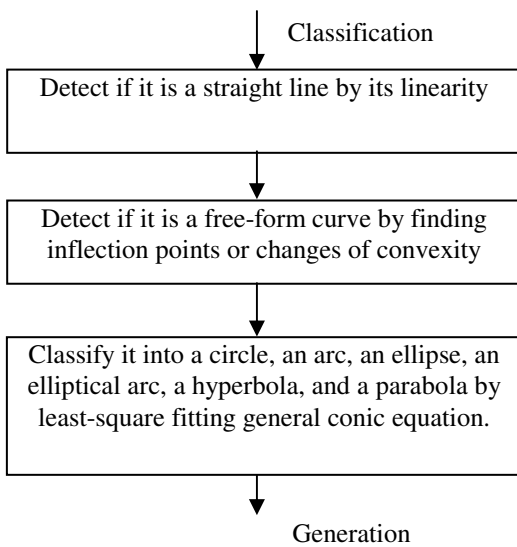 Classification
Detect if it is a straight line by its linearity
Detect if it is a free-form curve by finding
inflection points or changes of convexity
Classify it into a circle, an arc, an ellipse, an
elliptical arc, a hyperbola, and a parabola by
least-square fitting general conic equation.
Generation